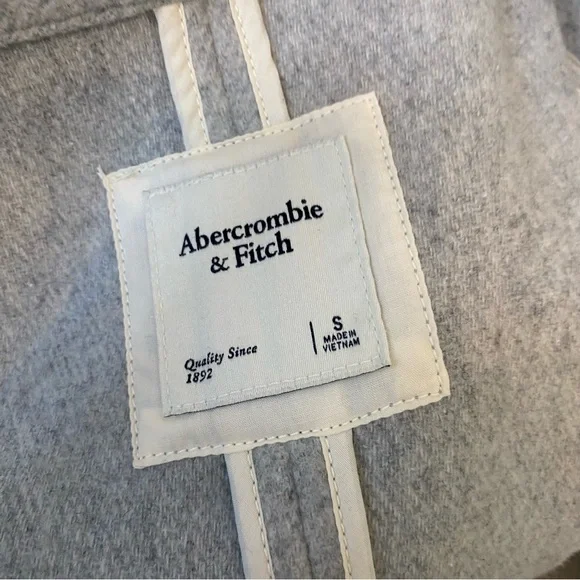 Abercrombie
& Fitch
Quality Since
1892
S
MADE IN
VIETNAM